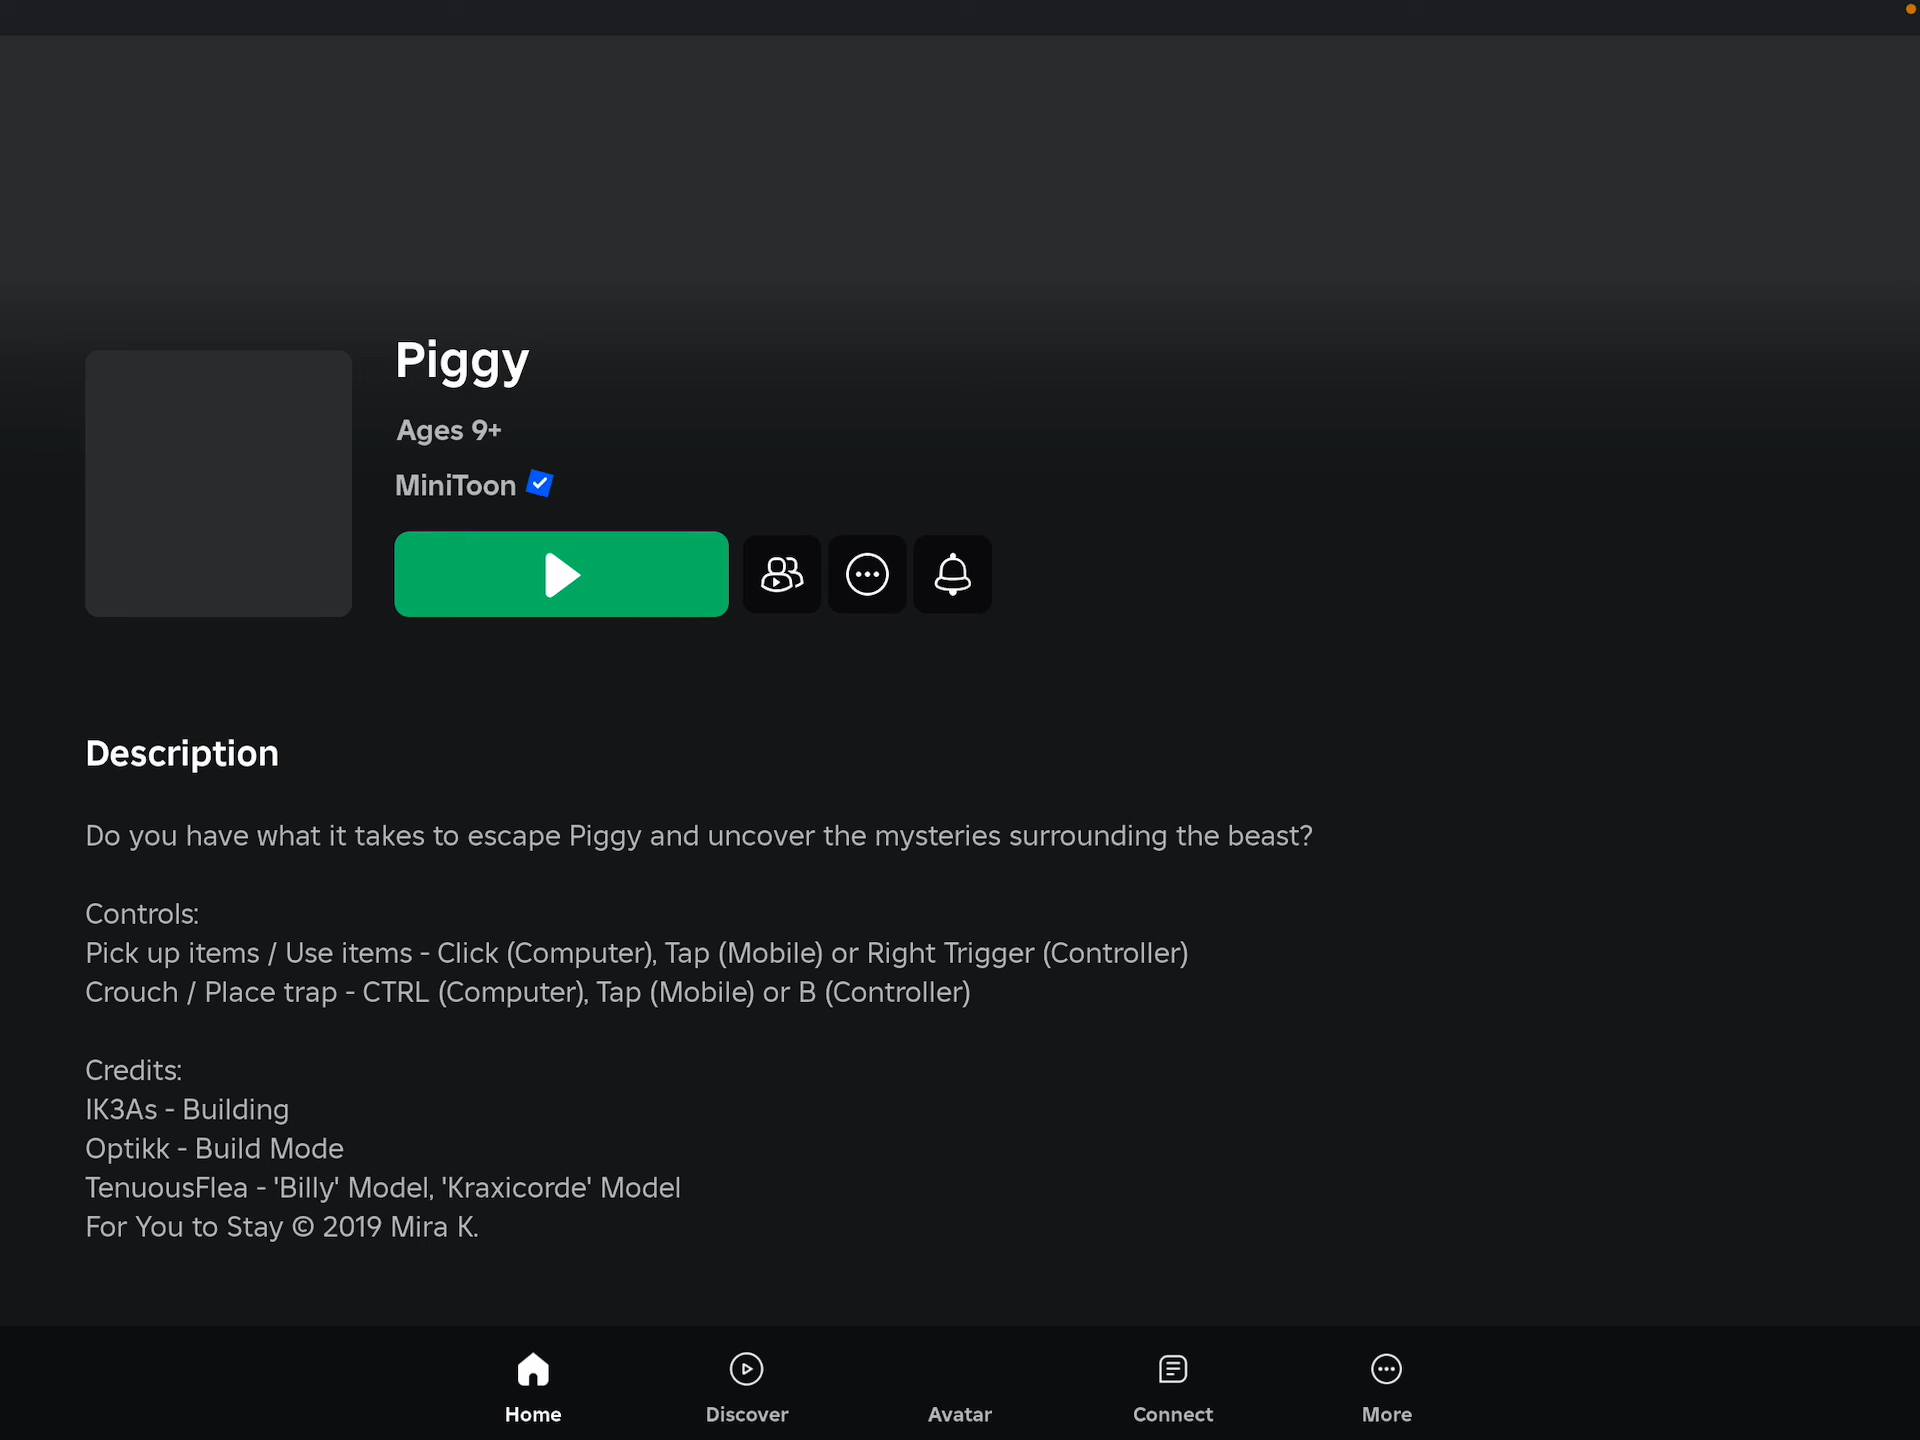 Piggy
Ages 9+
MiniToon
Description
Do you have what it takes to escape Piggy and uncover the mysteries surrounding the beast?
Controls:
Pick up items / Use items - Click (Computer), Tap (Mobile) or Right Trigger (Controller)
Crouch / Place trap - CTRL (Computer), Tap (Mobile) or B (Controller)
Credits:
IK3As - Building
Optikk - Build Mode
TenuousFlea - 'Billy' Model, 'Kraxicorde' Model
For You to Stay © 2019 Mira K.
Home
Discover
Avatar
Connect
More